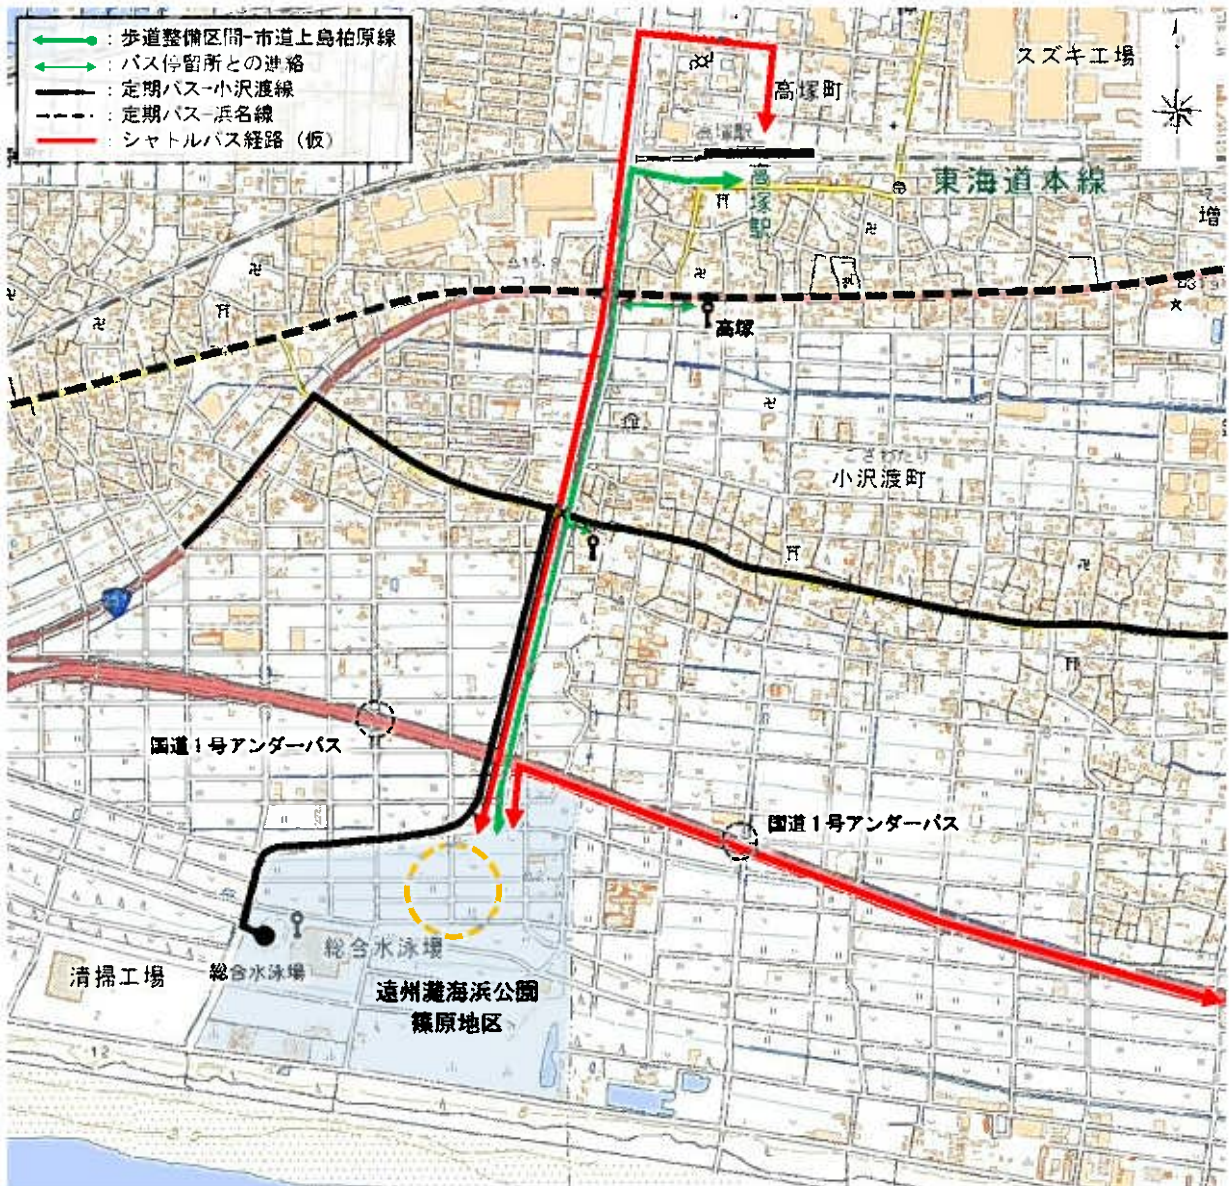 ：歩道整備区間-市道上島柏原線
：バス停留所との連絡
：定期バス-小沢渡線
：定期バス-浜名線
：シャトルバス経路（仮）
スズキ工場
高塚町
東海道本線
高塚駅
増
高塚
小沢渡町
国道１号アンダーパス
国道１号アンダーパス
総合水泳場
総合水泳場
清掃工場
遠州灘海浜公園
篠原地区
12